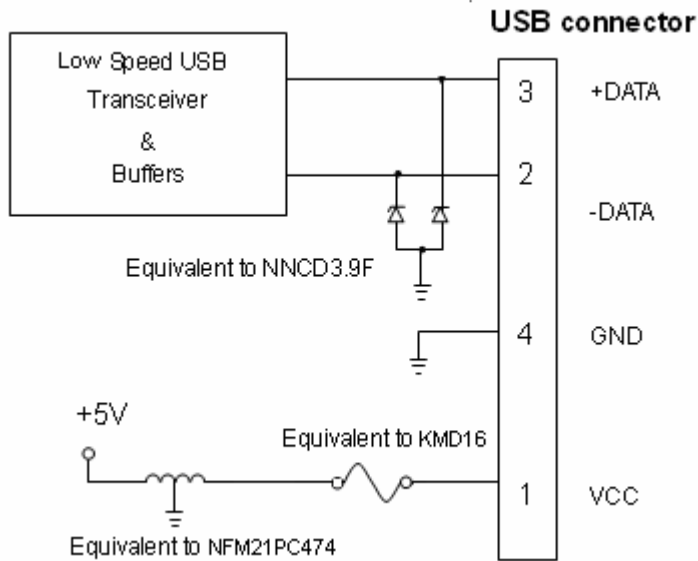 USB connector
Low Speed USB
Transceiver
&
Buffers
3
+DATA
2
-DATA
Equivalent to NNCD3.9F
4
GND
+5V
Equivalent to KMD16
1
VCC
Equivalent to NFM21PC474